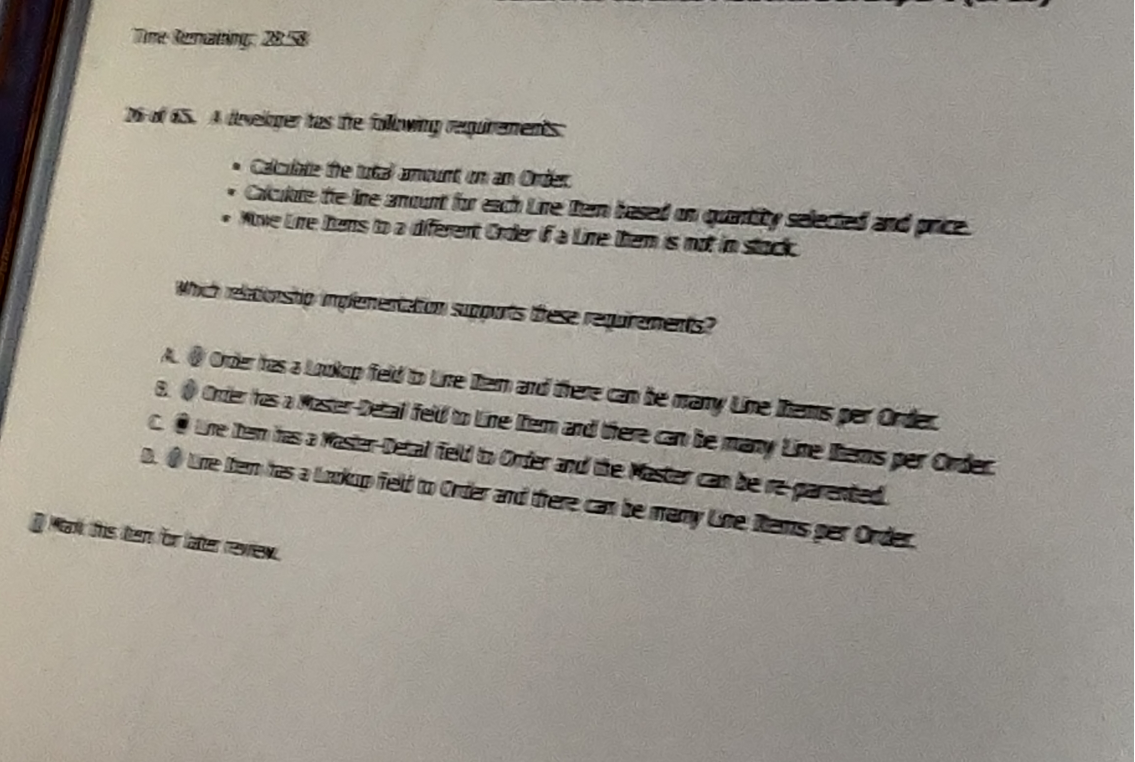 Time Remaining: 28:58
26 of 65. A developer has the following requirements:
• Calculate the total amount on an Order.
• Calculate the line amount for each Line Item based on quantity selected and price.
• Move Line Items to a different Order if a Line Item is not in stock.
Which relationship implementation supports these requirements?
A. Order has a Lookup field to Line Item and there can be many Line Items per Order.
B. Order has a Master-Detail field to Line Item and there can be many Line Items per Order.
C. Line Item has a Master-Detail field to Order and the Master can be re-parented.
D. Line Item has a Lookup field to Order and there can be many Line Items per Order.
Mark this item for later review.